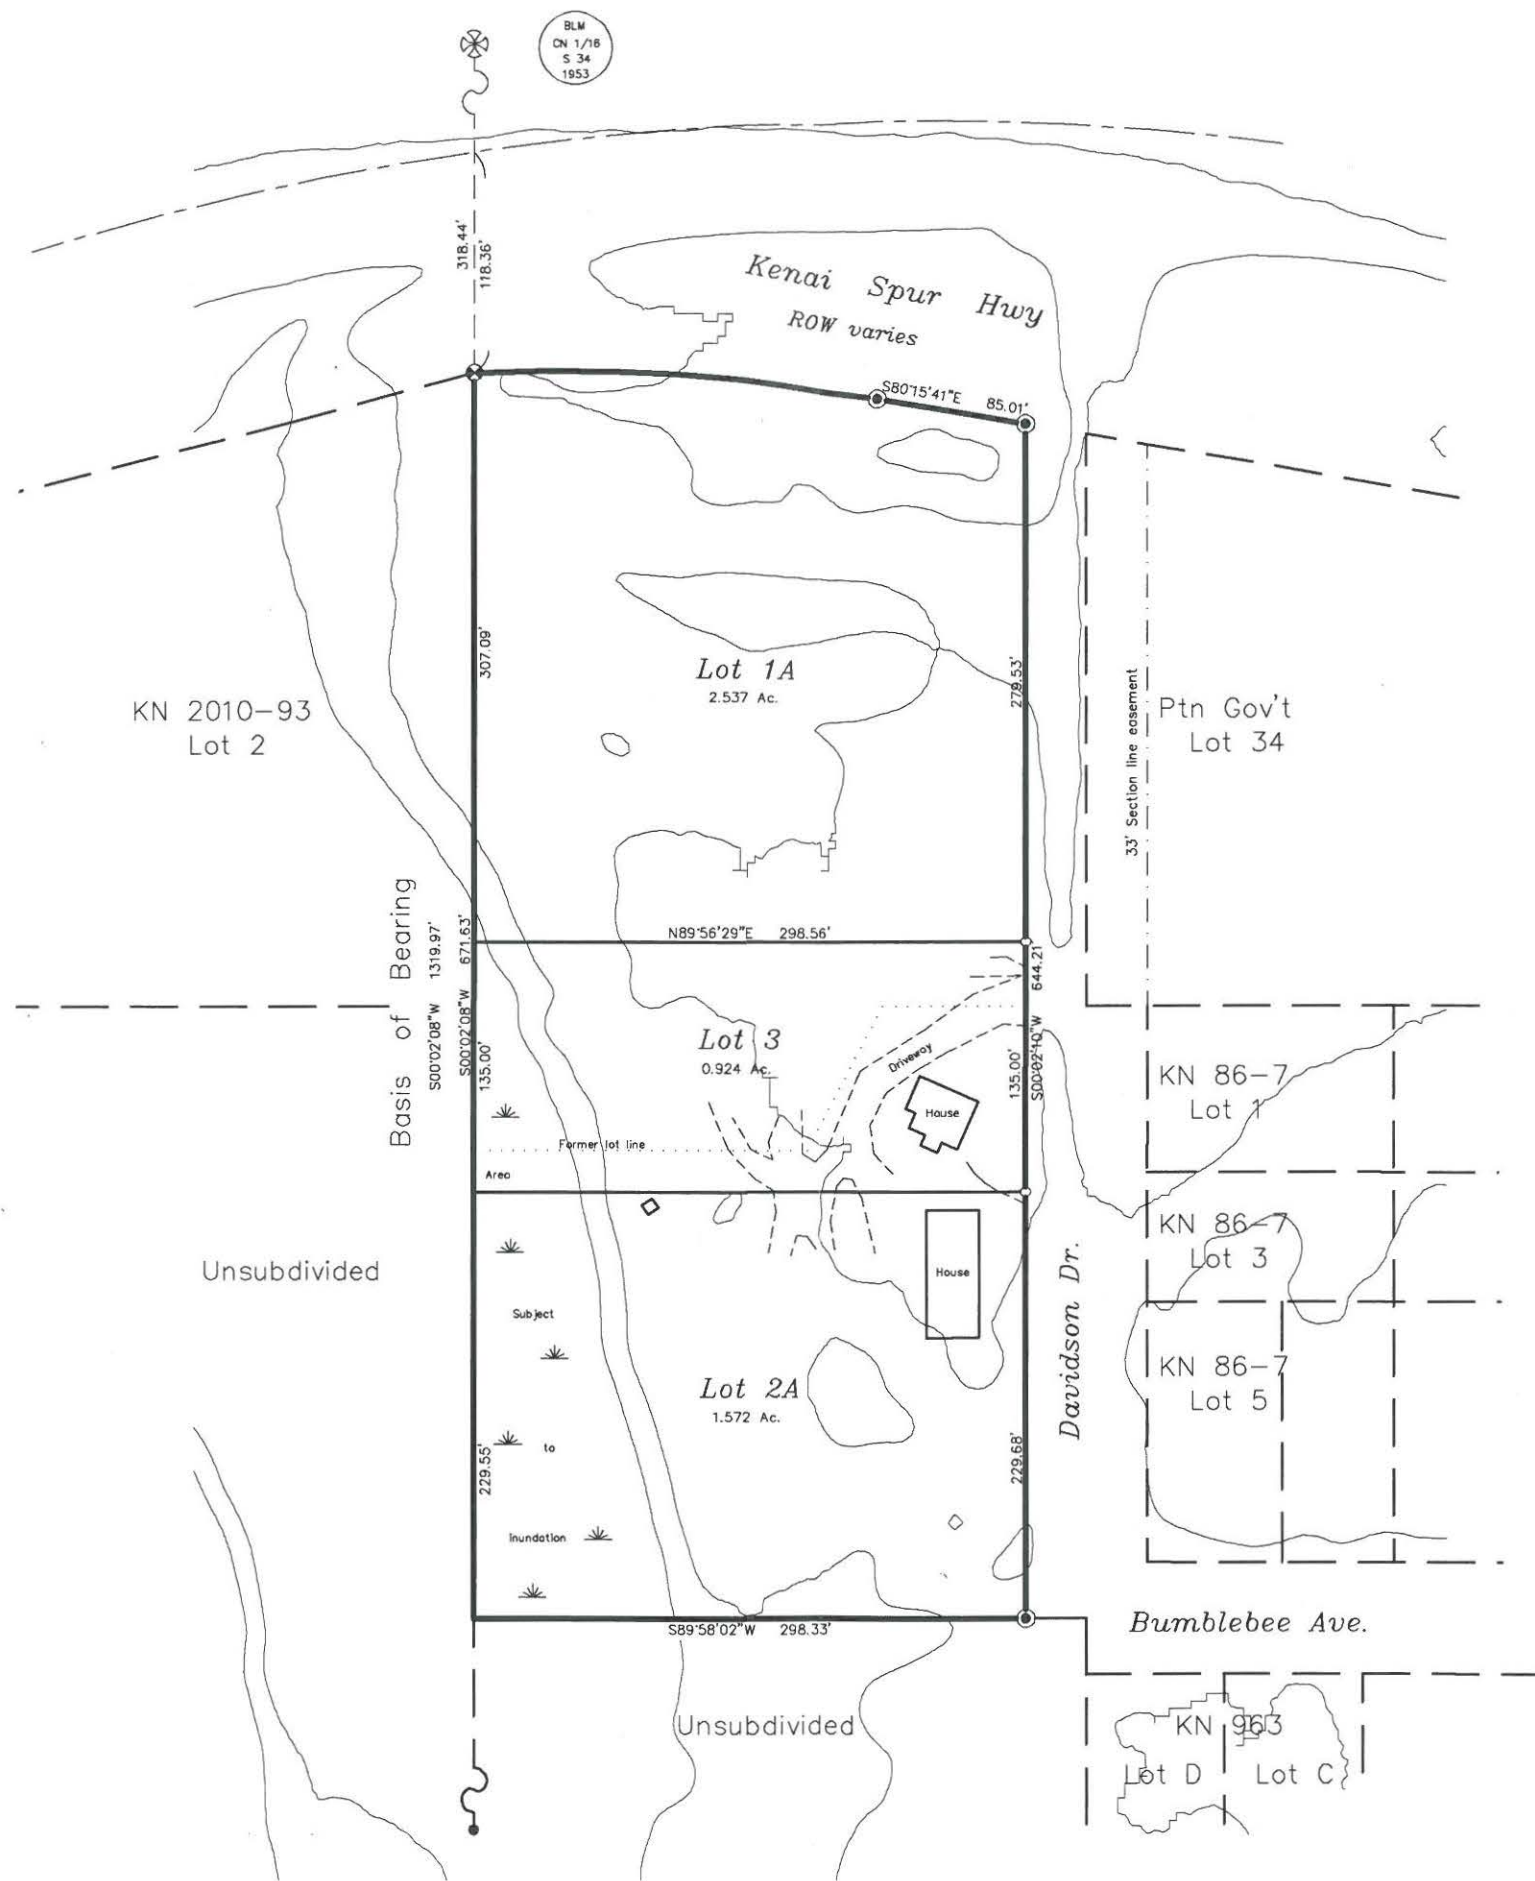 BLM
CN 1/16
S 34
1953
318.44'
118.36'
Kenai Spur Hwy
ROW varies
S80°15'41"E 85.01'
307.09'
279.53'
Lot 1A
2.537 Ac.
KN 2010-93
Lot 2
33' Section line easement
Ptn Gov't
Lot 34
Basis of Bearing
S00°02'08"W 1319.97'
S00°02'08"W 671.63'
N89°56'29"E 298.56'
S00°02'10"W 644.21
135.00'
135.00'
Lot 3
0.924 Ac.
Driveway
House
Former lot line
Area
KN 86-7
Lot 1
KN 86-7
Lot 3
KN 86-7
Lot 5
Unsubdivided
House
Subject
to
inundation
Lot 2A
1.572 Ac.
Davidson Dr.
229.55'
229.68'
S89°58'02"W 298.33'
Bumblebee Ave.
Unsubdivided
KN 963
Lot D Lot C